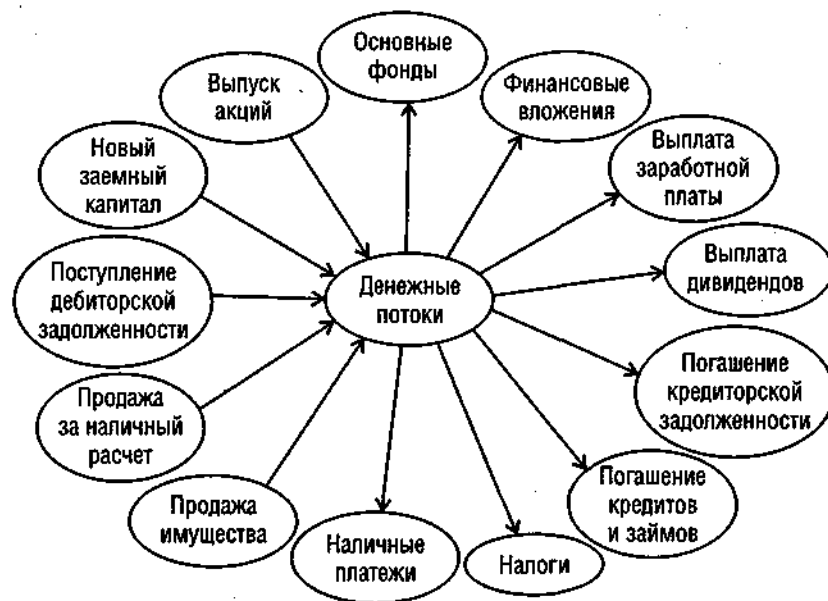 Основные
фонды
Выпуск
акций
Финансовые
вложения
Новый
заемный
капитал
Выплата
заработной
платы
Поступление
дебиторской
задолженности
Денежные
потоки
Выплата
дивидендов
Продажа
за наличный
расчет
Погашение
кредиторской
задолженности
Продажа
имущества
Наличные
платежи
Налоги
Погашение
кредитов
и займов